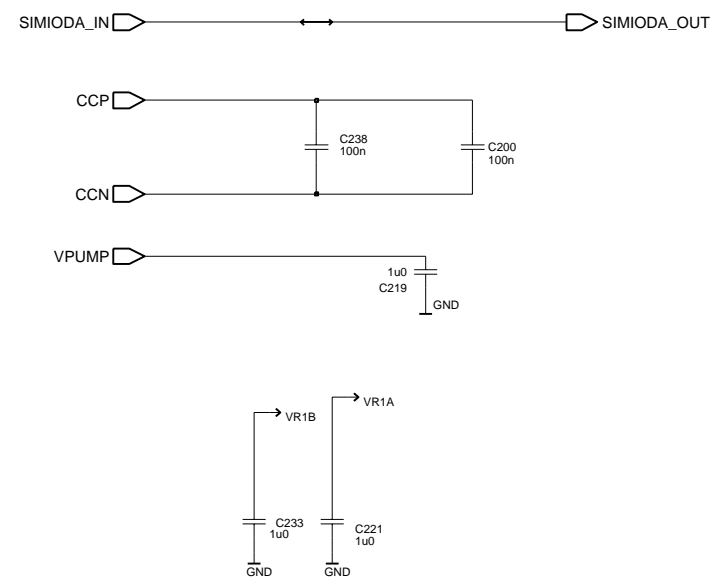 SIMIODA_IN
SIMIODA_OUT
CCP
C238
100n
C200
100n
CCN
VPUMP
1u0
C219
GND
VR1B
VR1A
C233
1u0
C221
1u0
GND
GND